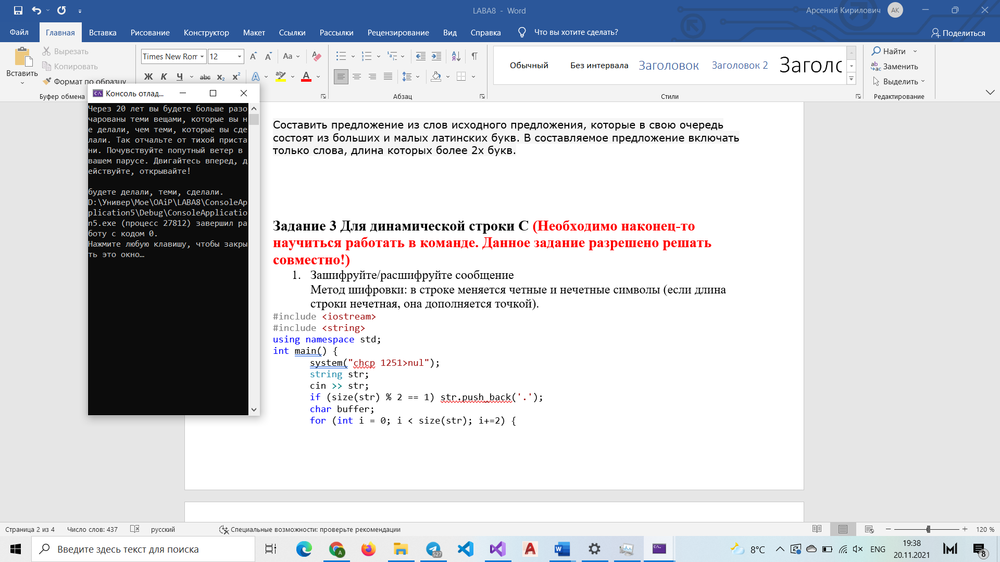 LABA8 - Word
Арсений Кирилович
АК
Файл
Главная
Вставка
Рисование
Конструктор
Макет
Ссылки
Рассылки
Рецензирование
Вид
Справка
Что вы хотите сделать?
Поделиться
Вставить
Вырезать
Копировать
Формат по образцу
Буфер обмена
Times New Ron
12
Aa
Ж К Ч abc x₂ x²
Абзац
Обычный
Без интервала
Заголовок
Заголовок 2
Заголо
Стили
Найти
Заменить
Выделить
Редактирование
Консоль отлад...
Через 20 лет вы будете больше разо
чарованы теми вещами, которые вы н
е делали, чем теми, которые вы сде
лали. Так отчальте от тихой приста
ни. Почувствуйте попутный ветер в
вашем парусе. Двигайтесь вперед, д
ействуйте, открывайте!
будете делали, теми, сделали.
D:\Универ\Мое\OAiP\LABA8\ConsoleAp
plication5\Debug\ConsoleApplicatio
n5.exe (процесс 27812) завершил ра
боту с кодом 0.
Нажмите любую клавишу, чтобы закры
ть это окно…
Составить предложение из слов исходного предложения, которые в свою очередь
состоят из больших и малых латинских букв. В составляемое предложение включать
только слова, длина которых более 2х букв.
Задание 3 Для динамической строки С (Необходимо наконец-то
научиться работать в команде. Данное задание разрешено решать
совместно!)
1. Зашифруйте/расшифруйте сообщение
Метод шифровки: в строке меняется четные и нечетные символы (если длина
строки нечетная, она дополняется точкой).
#include <iostream>
#include <string>
using namespace std;
int main() {
system("chcp 1251>nul");
string str;
cin >> str;
if (size(str) % 2 == 1) str.push_back('.');
char buffer;
for (int i = 0; i < size(str); i+=2) {
Страница 2 из 4
Число слов: 437
русский
Специальные возможности: проверьте рекомендации
120 %
Введите здесь текст для поиска
527
8°C
ENG
19:38
20.11.2021
8